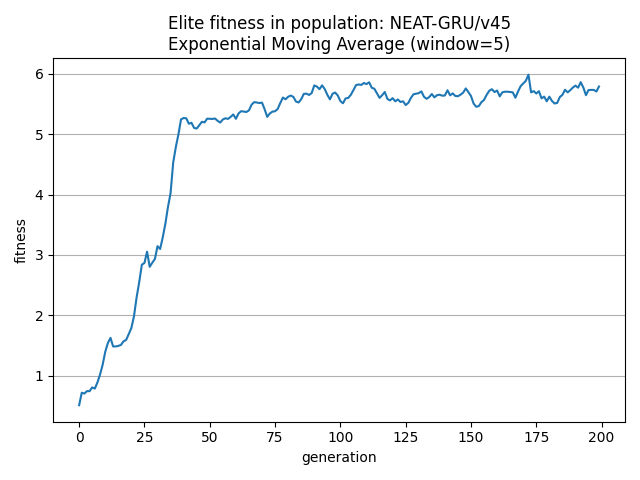 Elite fitness in population: NEAT-GRU/v45
Exponential Moving Average (window=5)
6
5
4
3
2
1
fitness
0 25 50 75 100 125 150 175 200
generation